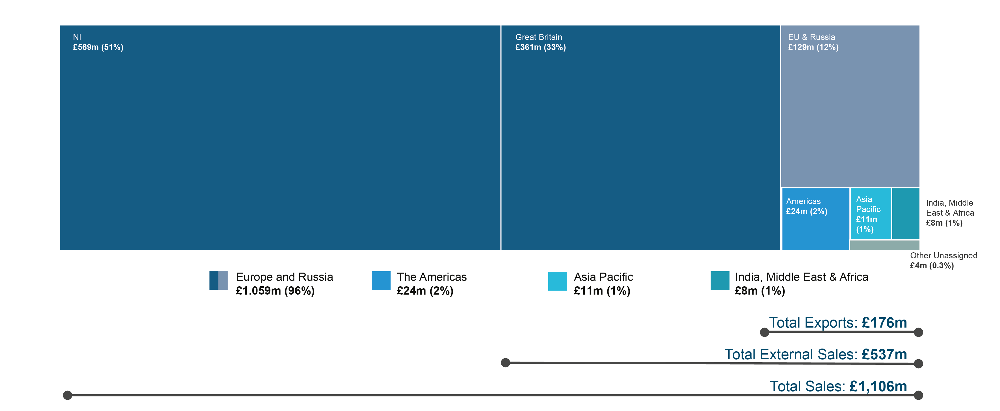 NI
£569m (51%)
Great Britain
£361m (33%)
EU & Russia
£129m (12%)
Americas
£24m (2%)
Asia
Pacific
£11m
(1%)
India, Middle
East & Africa
£8m (1%)
Other Unassigned
£4m (0.3%)
Europe and Russia
£1.059m (96%)
The Americas
£24m (2%)
Asia Pacific
£11m (1%)
India, Middle East & Africa
£8m (1%)
Total Exports: £176m
Total External Sales: £537m
Total Sales: £1,106m